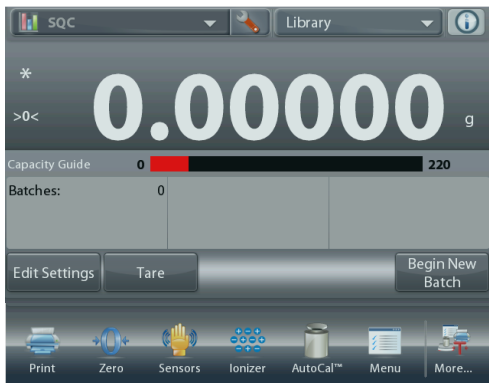 SQC
Library
*
>0<
0.00000 g
Capacity Guide 0 220
Batches: 0
Edit Settings
Tare
Begin New
Batch
Print
Zero
Sensors
Ionizer
AutoCal™
Menu
More...